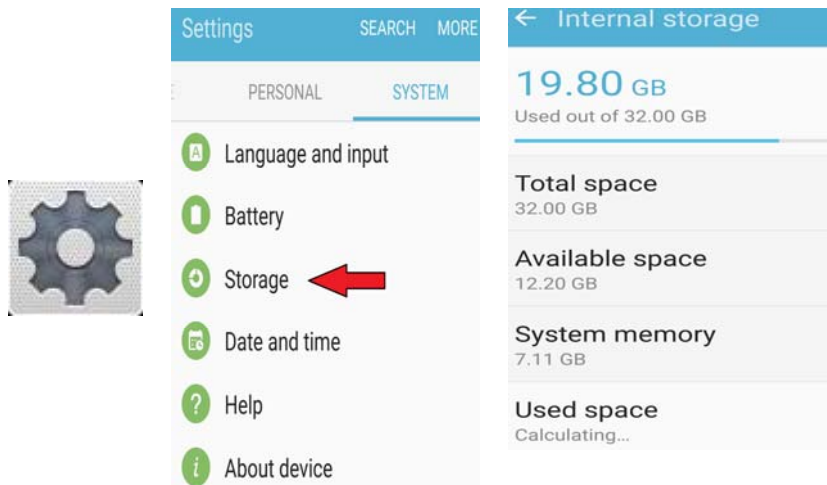 Settings SEARCH MORE
PERSONAL SYSTEM
A Language and input
Battery
Storage
Date and time
? Help
i About device
← Internal storage
19.80 GB
Used out of 32.00 GB
Total space
32.00 GB
Available space
12.20 GB
System memory
7.11 GB
Used space
Calculating...